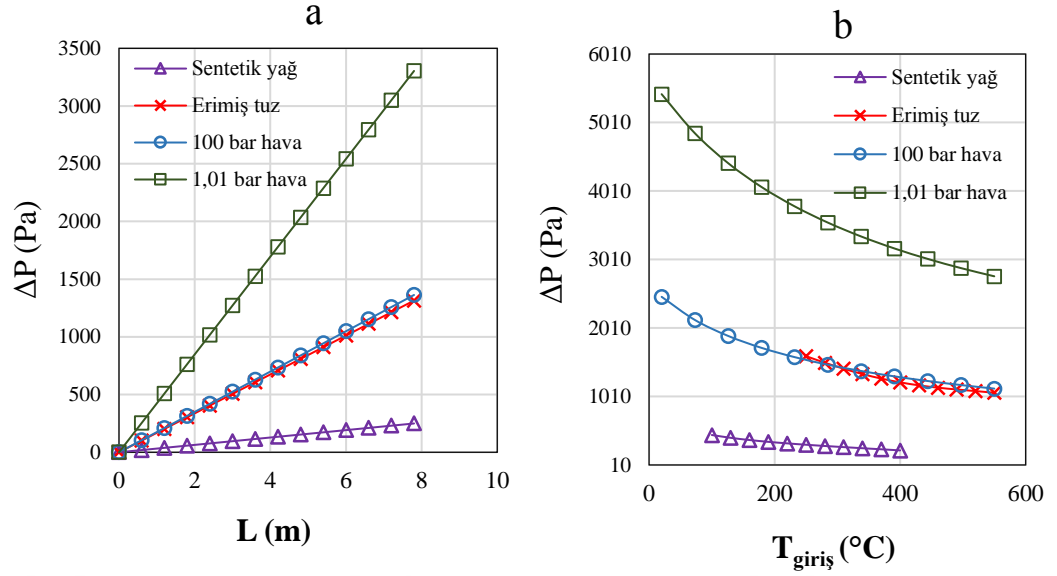 a
3500
3000
2500
2000
1500
1000
500
0
0 2 4 6 8 10
ΔP (Pa)
L (m)
Sentetik yağ
Erimiş tuz
100 bar hava
1,01 bar hava
b
6010
5010
4010
3010
2010
1010
10
0 200 400 600
ΔP (Pa)
Tgiriş (°C)
Sentetik yağ
Erimiş tuz
100 bar hava
1,01 bar hava